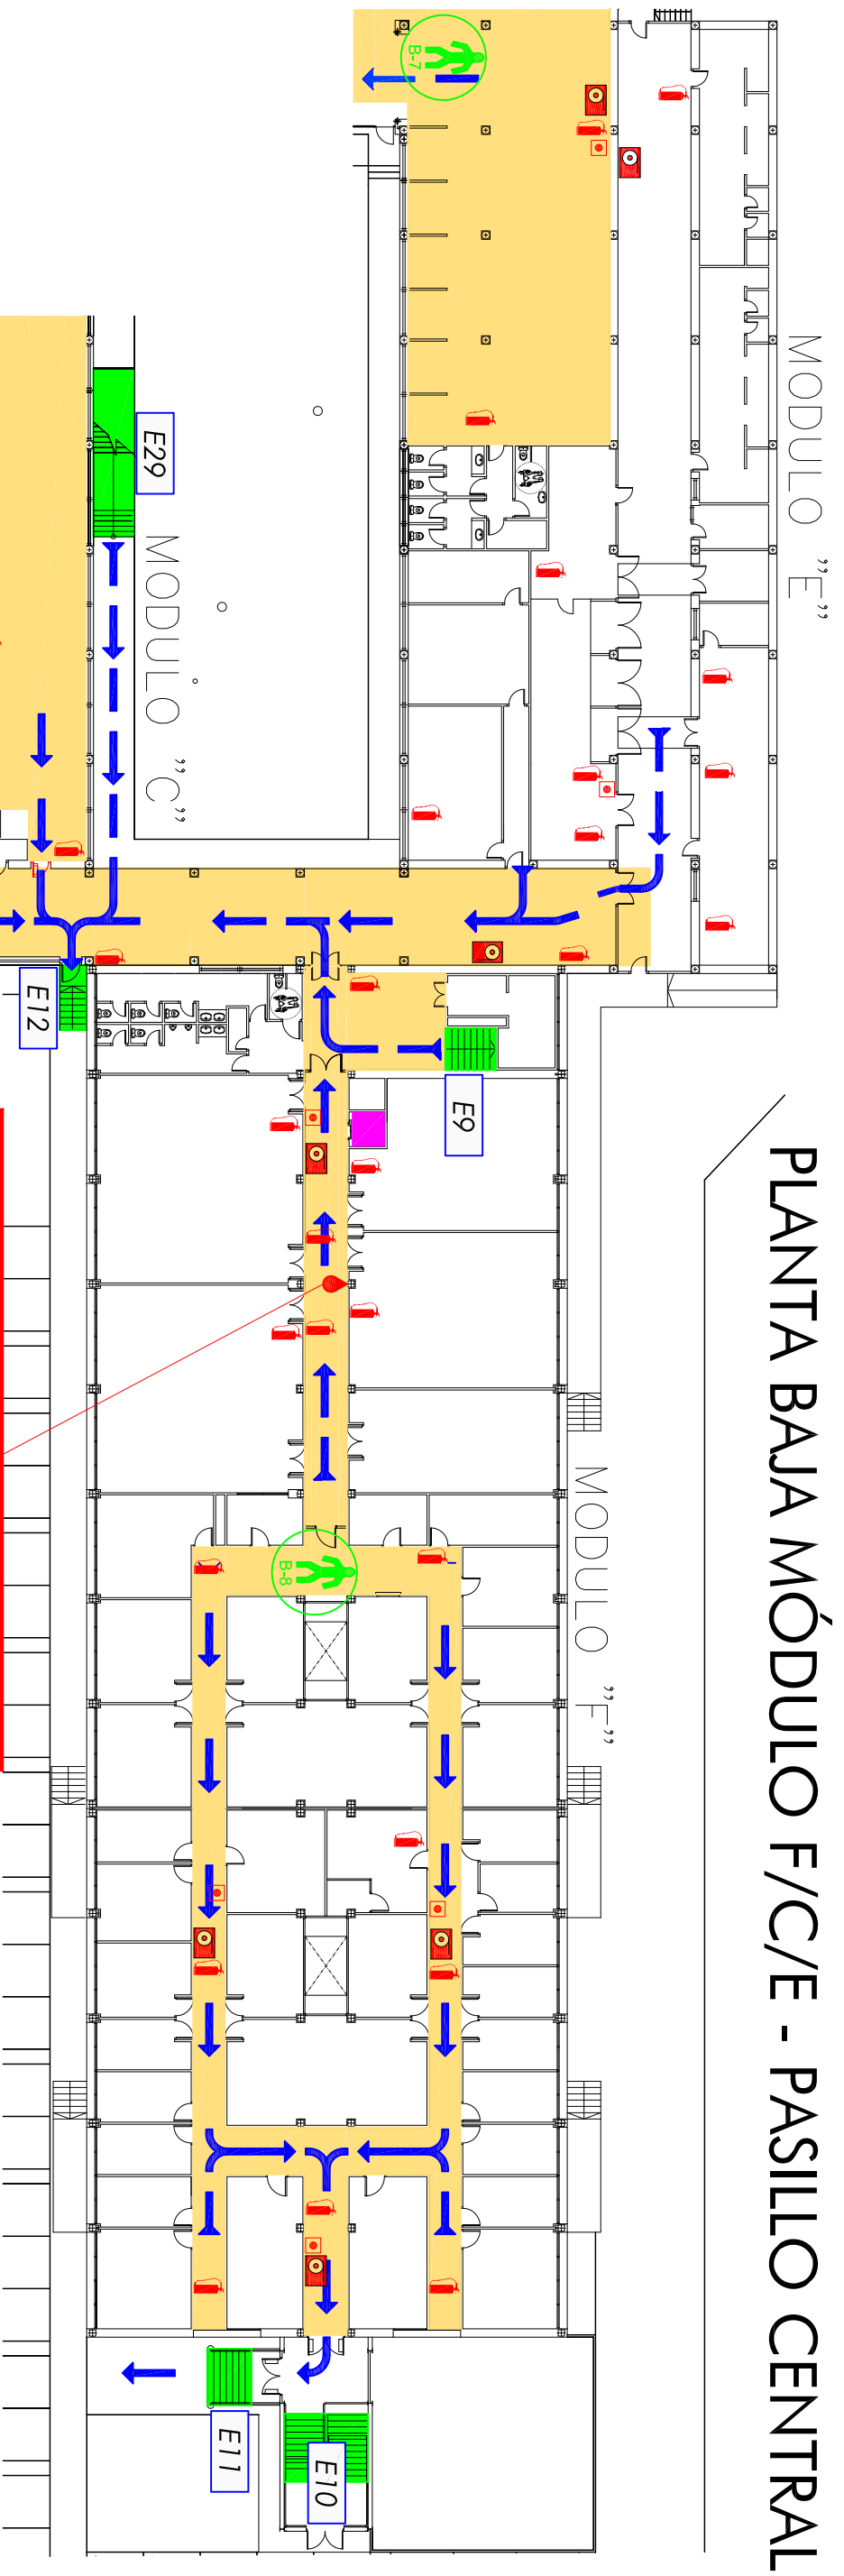 PLANTA BAJA MÓDULO F/C/E - PASILLO CENTRAL
MODULO "E"
MODULO "F"
MODULO "C"
B-7
B-8
E29
E12
E9
E11
E10